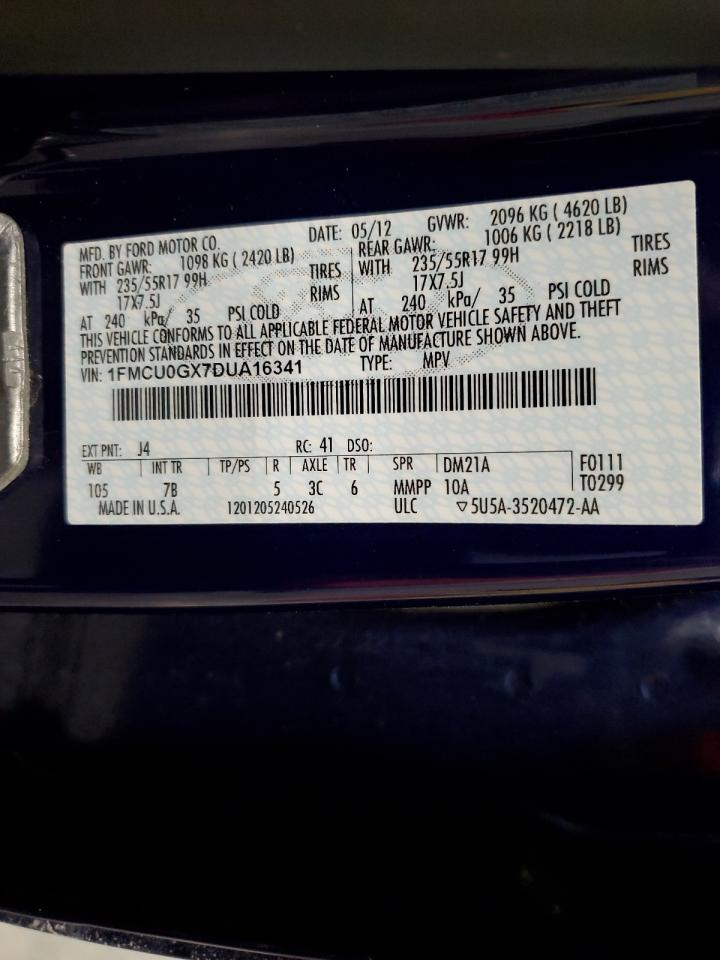 MFD. BY FORD MOTOR CO. DATE: 05/12 GVWR: 2096 KG ( 4620 LB)
FRONT GAWR: 1098 KG ( 2420 LB) REAR GAWR: 1006 KG ( 2218 LB)
WITH 235/55R17 99H TIRES WITH 235/55R17 99H TIRES
17X7.5J RIMS 17X7.5J RIMS
AT 240 kPa/ 35 PSI COLD AT 240 kPa/ 35 PSI COLD
THIS VEHICLE CONFORMS TO ALL APPLICABLE FEDERAL MOTOR VEHICLE SAFETY AND THEFT
PREVENTION STANDARDS IN EFFECT ON THE DATE OF MANUFACTURE SHOWN ABOVE.
VIN: 1FMCU0GX7DUA16341 TYPE: MPV
EXT PNT: J4 RC: 41 DSO:
WB INT TR TP/PS R AXLE TR SPR DM21A F0111
105 7B 5 3C 6 MMPP 10A T0299
MADE IN U.S.A. 1201205240526 ULC ▽5U5A-3520472-AA